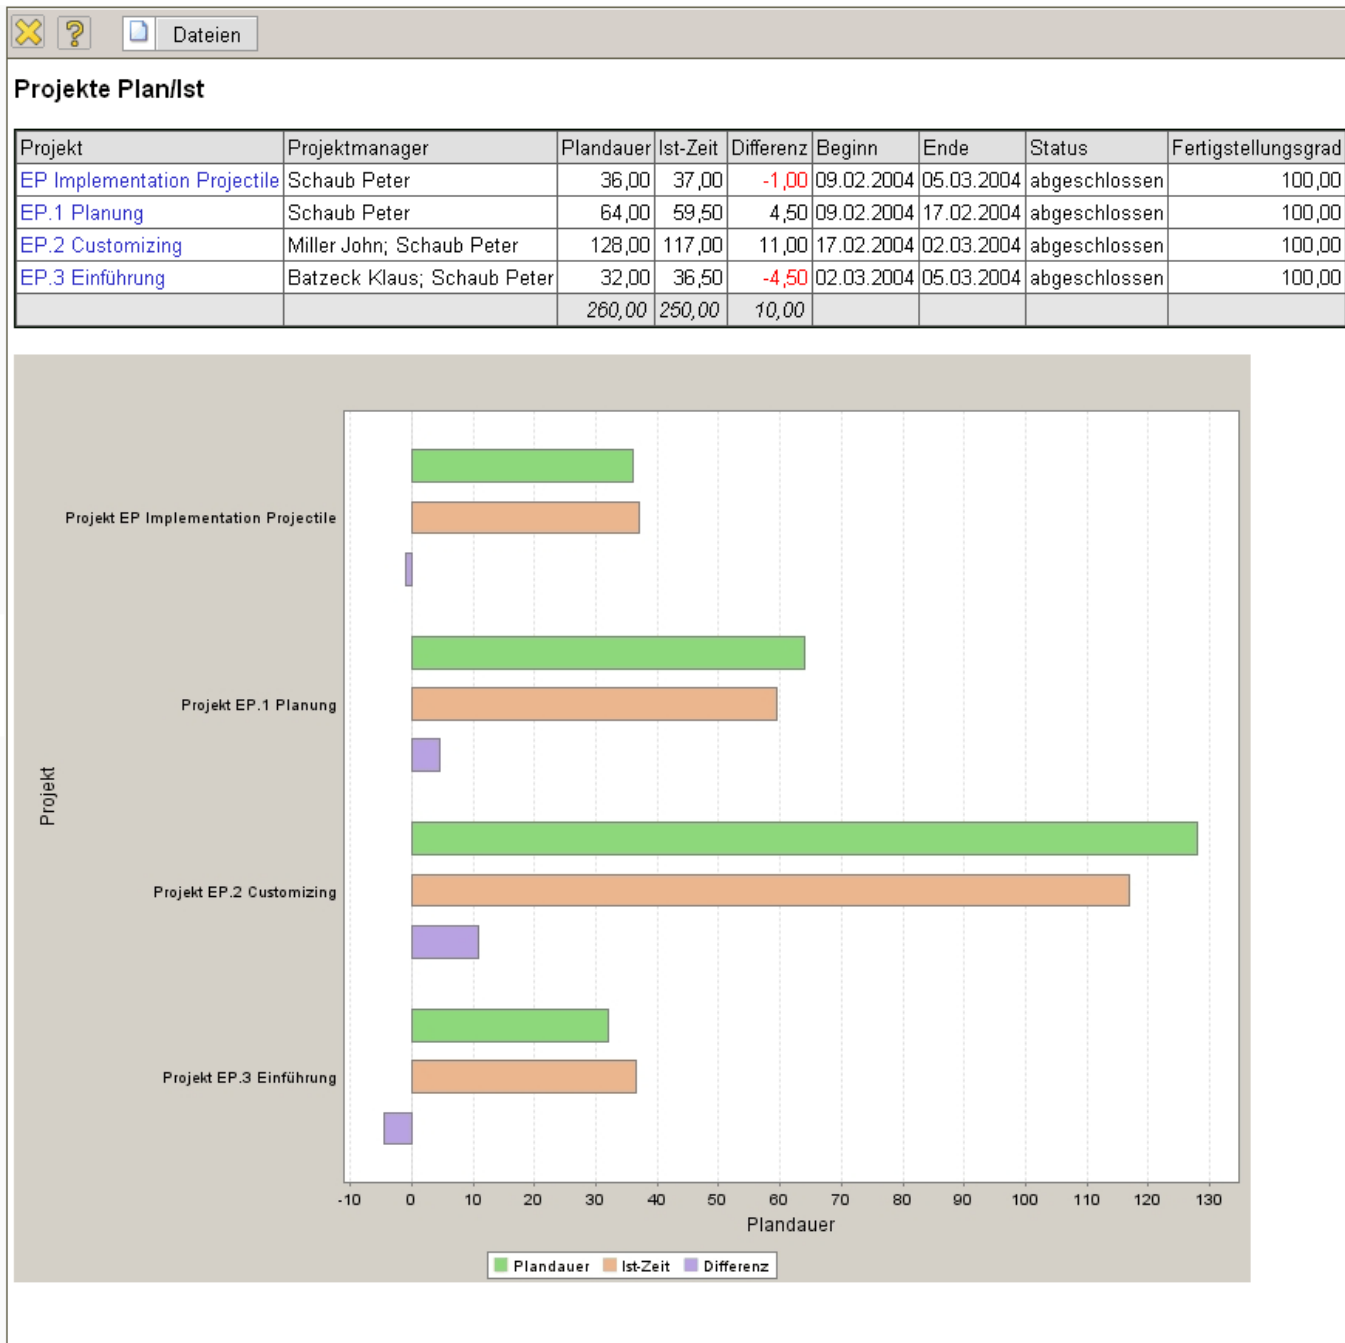 Dateien
Projekte Plan/Ist
Projekt Projektmanager Plandauer Ist-Zeit Differenz Beginn Ende Status Fertigstellungsgrad
EP Implementation Projectile Schaub Peter 36,00 37,00 -1,00 09.02.2004 05.03.2004 abgeschlossen 100,00
EP.1 Planung Schaub Peter 64,00 59,50 4,50 09.02.2004 17.02.2004 abgeschlossen 100,00
EP.2 Customizing Miller John; Schaub Peter 128,00 117,00 11,00 17.02.2004 02.03.2004 abgeschlossen 100,00
EP.3 Einführung Batzeck Klaus; Schaub Peter 32,00 36,50 -4,50 02.03.2004 05.03.2004 abgeschlossen 100,00
260,00 250,00 10,00
Projekt EP Implementation Projectile
Projekt EP.1 Planung
Projekt
Projekt EP.2 Customizing
Projekt EP.3 Einführung
-10 0 10 20 30 40 50 60 70 80 90 100 110 120 130
Plandauer
Plandauer Ist-Zeit Differenz